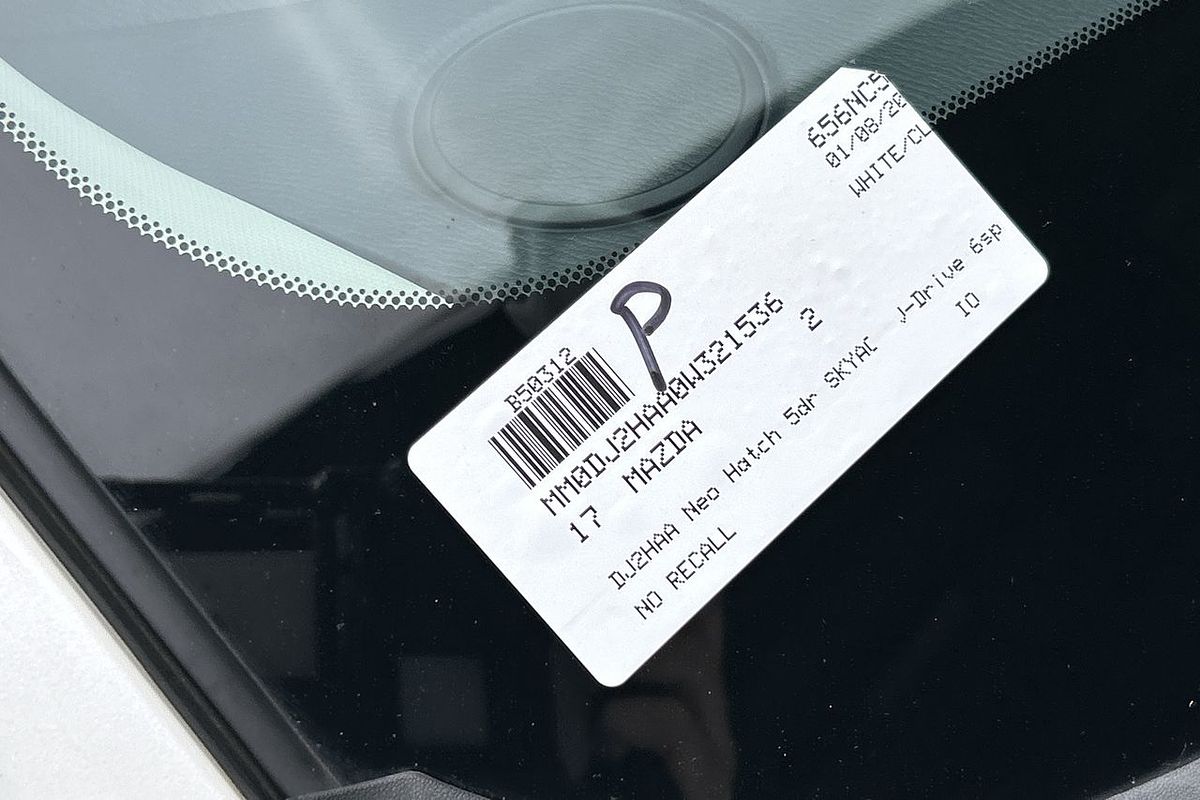 656NC5
01/08/20
WHITE/CL
P
B50312
MM0DJ2HAA0W321536
17 MAZDA 2
DJ2HAA Neo Hatch 5dr SKYAC J-Drive 6sp
NO RECALL IO